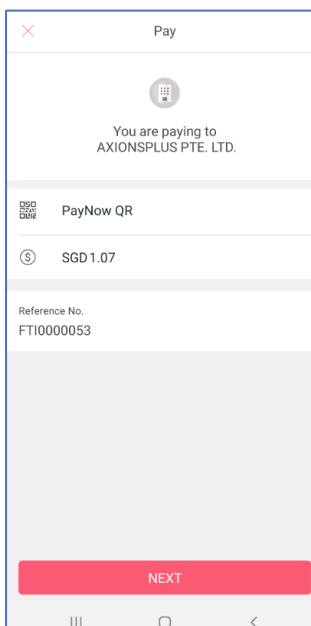 Pay
You are paying to
AXIONSPLUS PTE. LTD.
PayNow QR
SGD 1.07
Reference No.
FTI0000053
NEXT